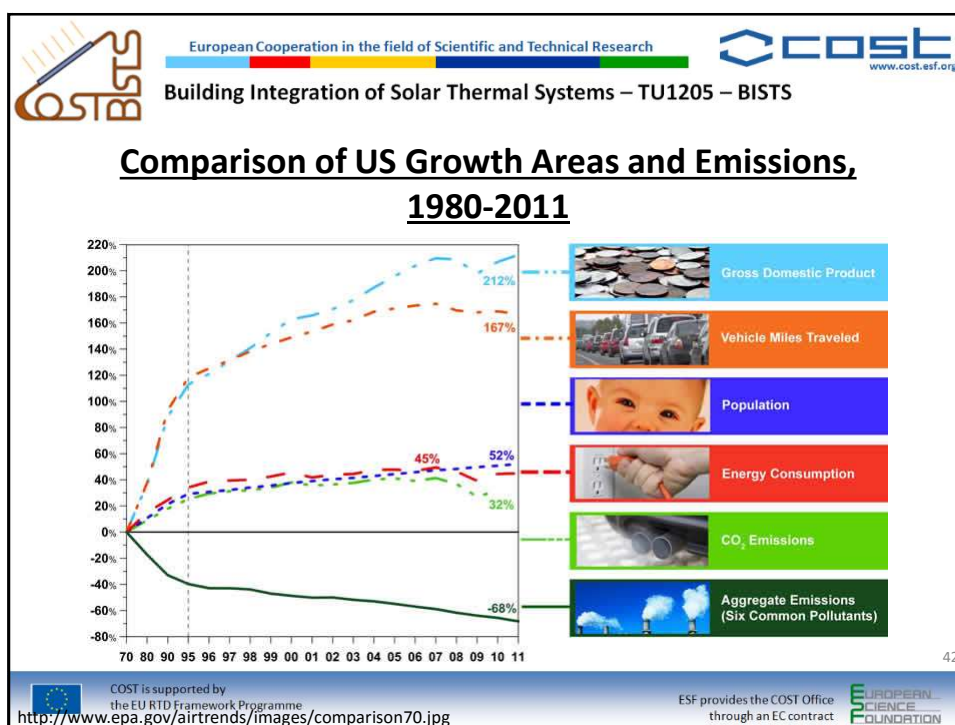 COST BISTS
European Cooperation in the field of Scientific and Technical Research
cost
www.cost.esf.org
Building Integration of Solar Thermal Systems – TU1205 – BISTS
Comparison of US Growth Areas and Emissions,
1980-2011
220%
200%
180%
160%
140%
120%
100%
80%
60%
40%
20%
0%
-20%
-40%
-60%
-80%
212%
167%
45%
52%
32%
-68%
70 80 90 95 96 97 98 99 00 01 02 03 04 05 06 07 08 09 10 11
Gross Domestic Product
Vehicle Miles Traveled
Population
Energy Consumption
CO₂ Emissions
Aggregate Emissions
(Six Common Pollutants)
42
COST is supported by
the EU RTD Framework Programme
http://www.epa.gov/airtrends/images/comparison70.jpg
ESF provides the COST Office
through an EC contract
EUROPEAN
SCIENCE
FOUNDATION